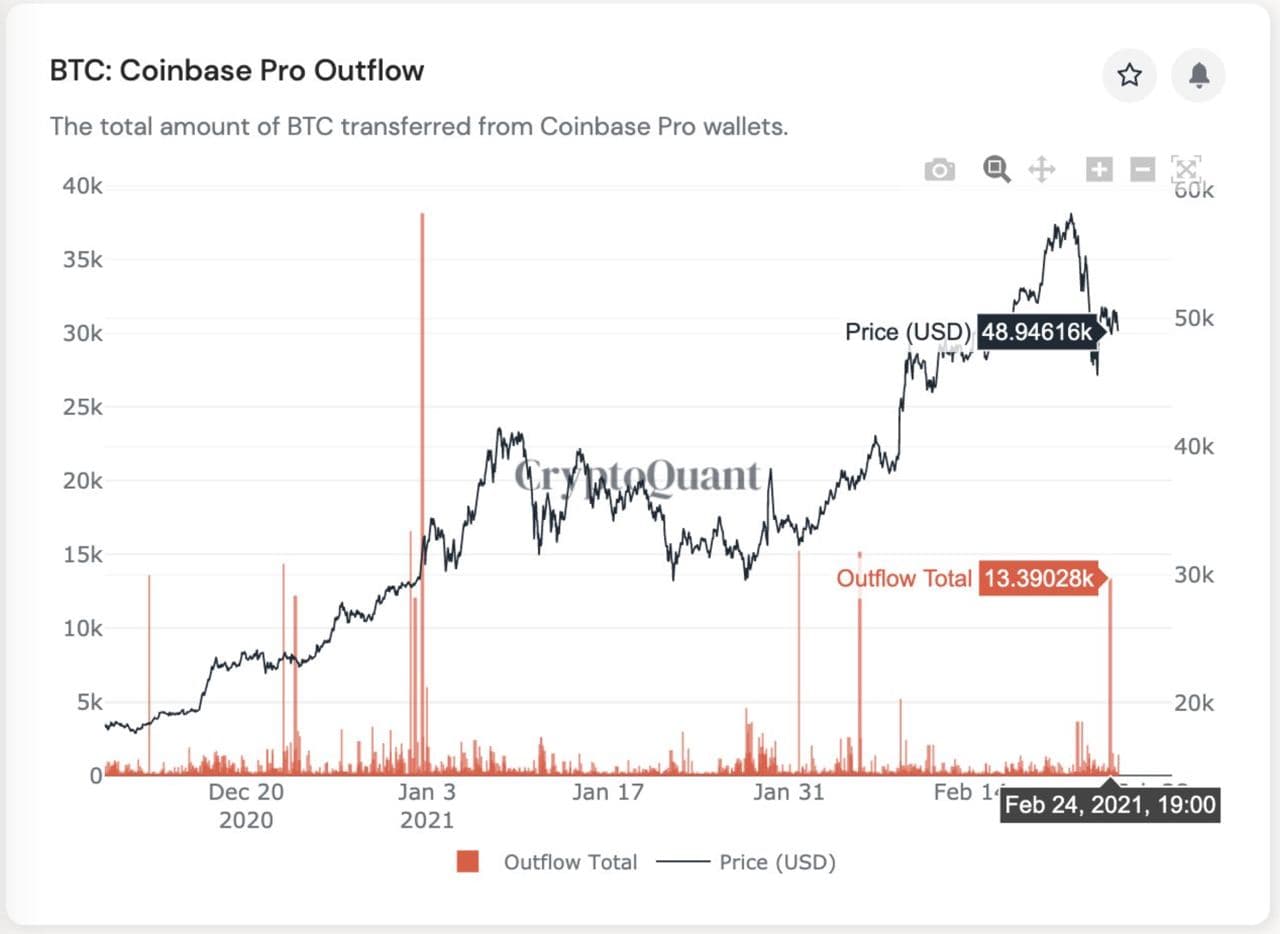 BTC: Coinbase Pro Outflow
The total amount of BTC transferred from Coinbase Pro wallets.
40k
60k
35k
30k
50k
Price (USD) 48.94616k
25k
40k
20k
CryptoQuant
15k
30k
Outflow Total 13.39028k
10k
5k
20k
0
Dec 20
2020
Jan 3
2021
Jan 17
Jan 31
Feb 14
Feb 24, 2021, 19:00
Outflow Total
Price (USD)